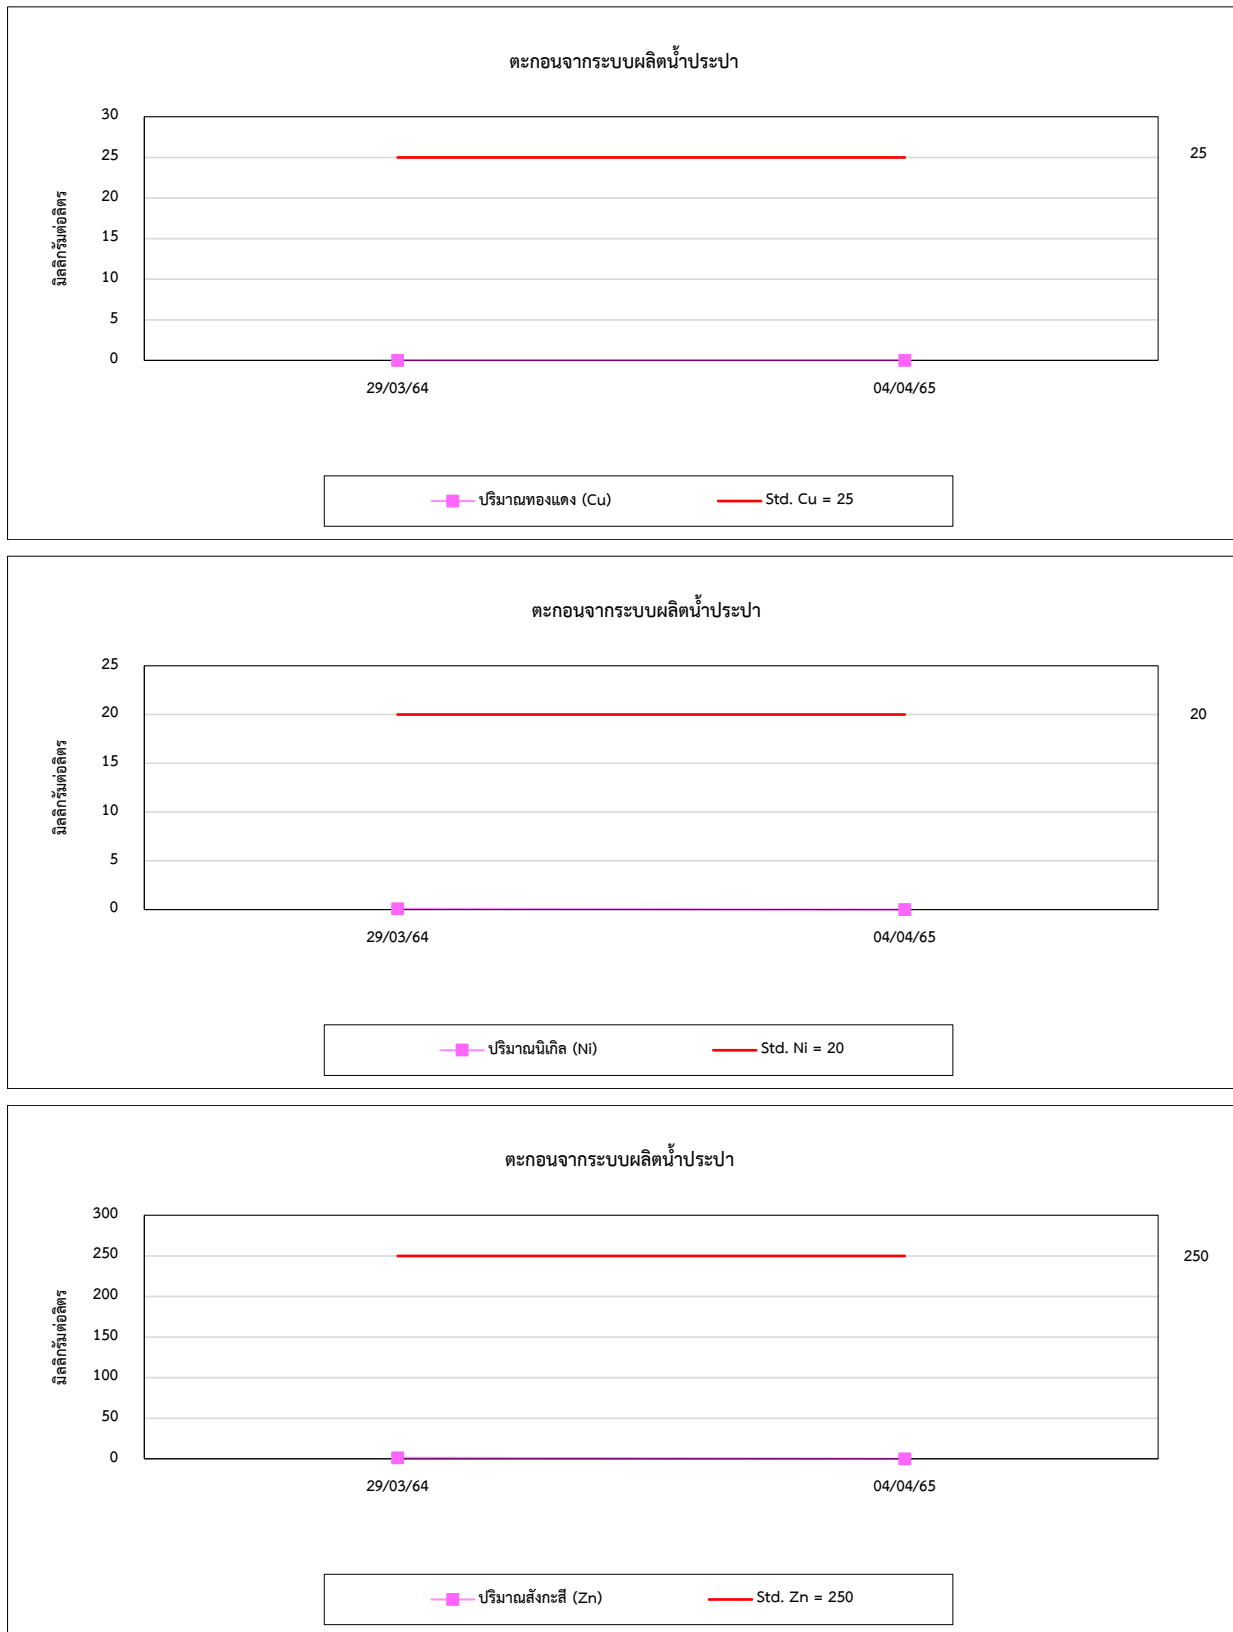 ตะกอนจากระบบผลิตน้ำประปา
30
25
20
15
10
5
0
25
มิลลิกรัมต่อลิตร
29/03/64 04/04/65
ปริมาณทองแดง (Cu) Std. Cu = 25
ตะกอนจากระบบผลิตน้ำประปา
25
20
15
10
5
0
20
มิลลิกรัมต่อลิตร
29/03/64 04/04/65
ปริมาณนิเกิล (Ni) Std. Ni = 20
ตะกอนจากระบบผลิตน้ำประปา
300
250
200
150
100
50
0
250
มิลลิกรัมต่อลิตร
29/03/64 04/04/65
ปริมาณสังกะสี (Zn) Std. Zn = 250